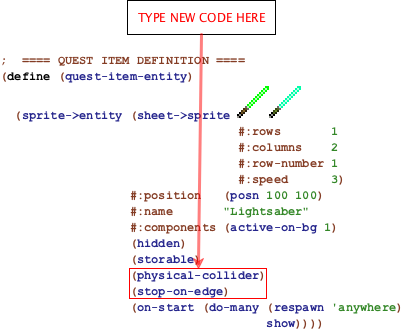 TYPE NEW CODE HERE
;  ==== QUEST ITEM DEFINITION ====
(define (quest-item-entity)
(sprite->entity (sheet->sprite
#:rows       1
#:columns    2
#:row-number 1
#:speed      3)
#:position   (posn 100 100)
#:name       "Lightsaber"
#:components (active-on-bg 1)
(hidden)
(storable)
(physical-collider)
(stop-on-edge)
(on-start (do-many (respawn 'anywhere)
show))))